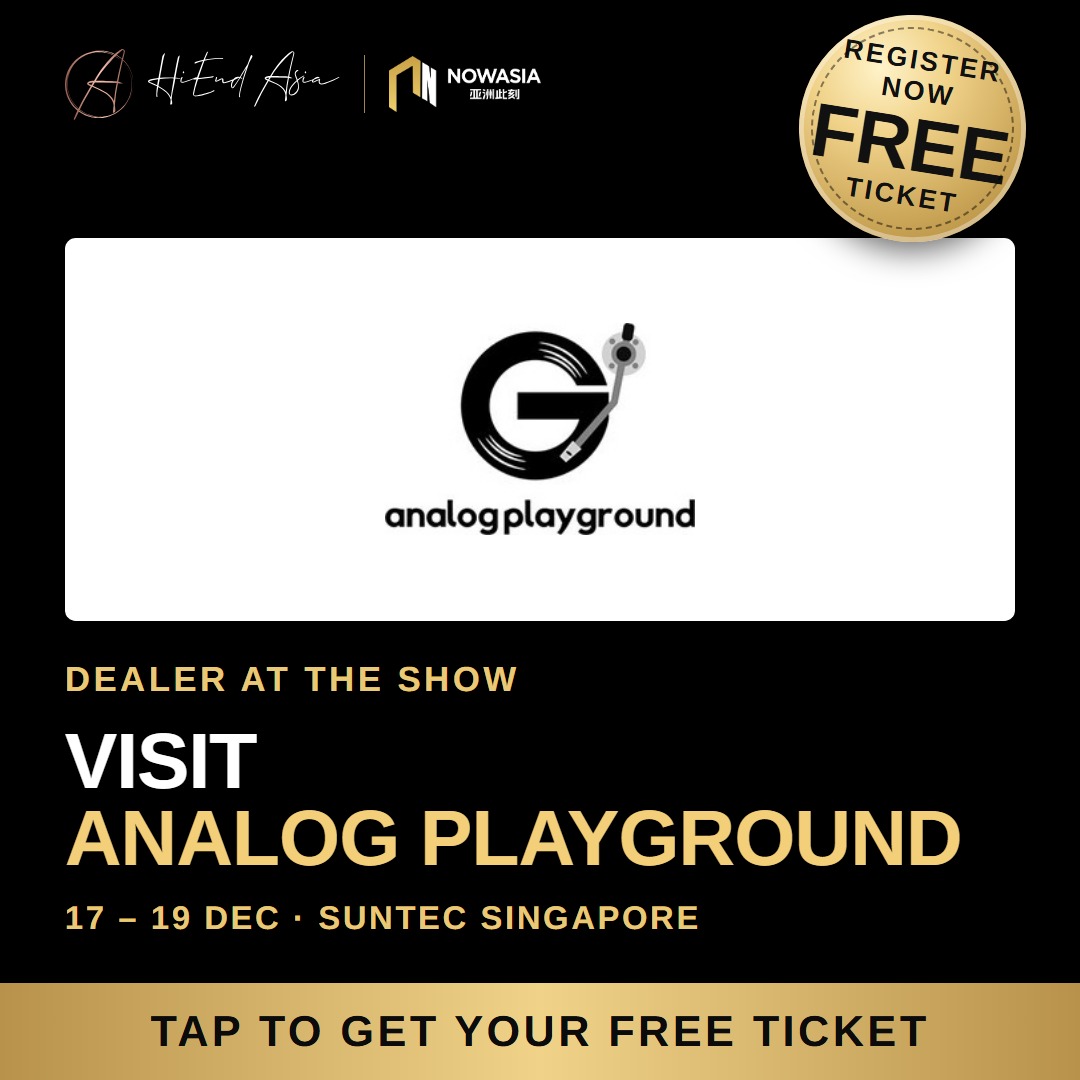 HiEnd Asia
NOWASIA
亚洲此刻
REGISTER
NOW
FREE
TICKET
analog playground
DEALER AT THE SHOW
VISIT
ANALOG PLAYGROUND
17 – 19 DEC · SUNTEC SINGAPORE
TAP TO GET YOUR FREE TICKET